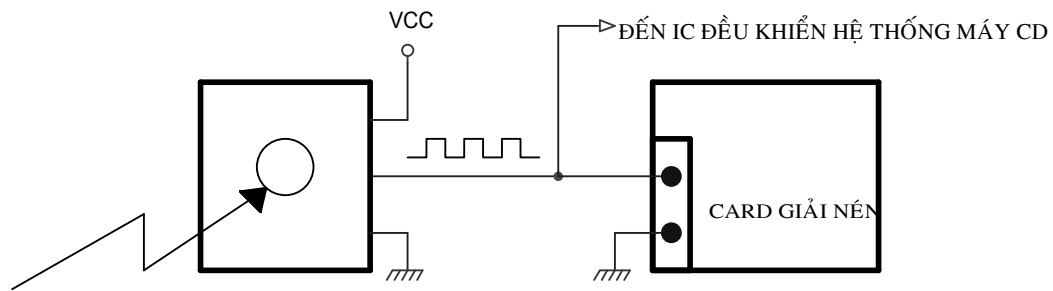 VCC
ĐẾN IC ĐỀU KHIỂN HỆ THỐNG MÁY CD
CARD GIẢI NÉN